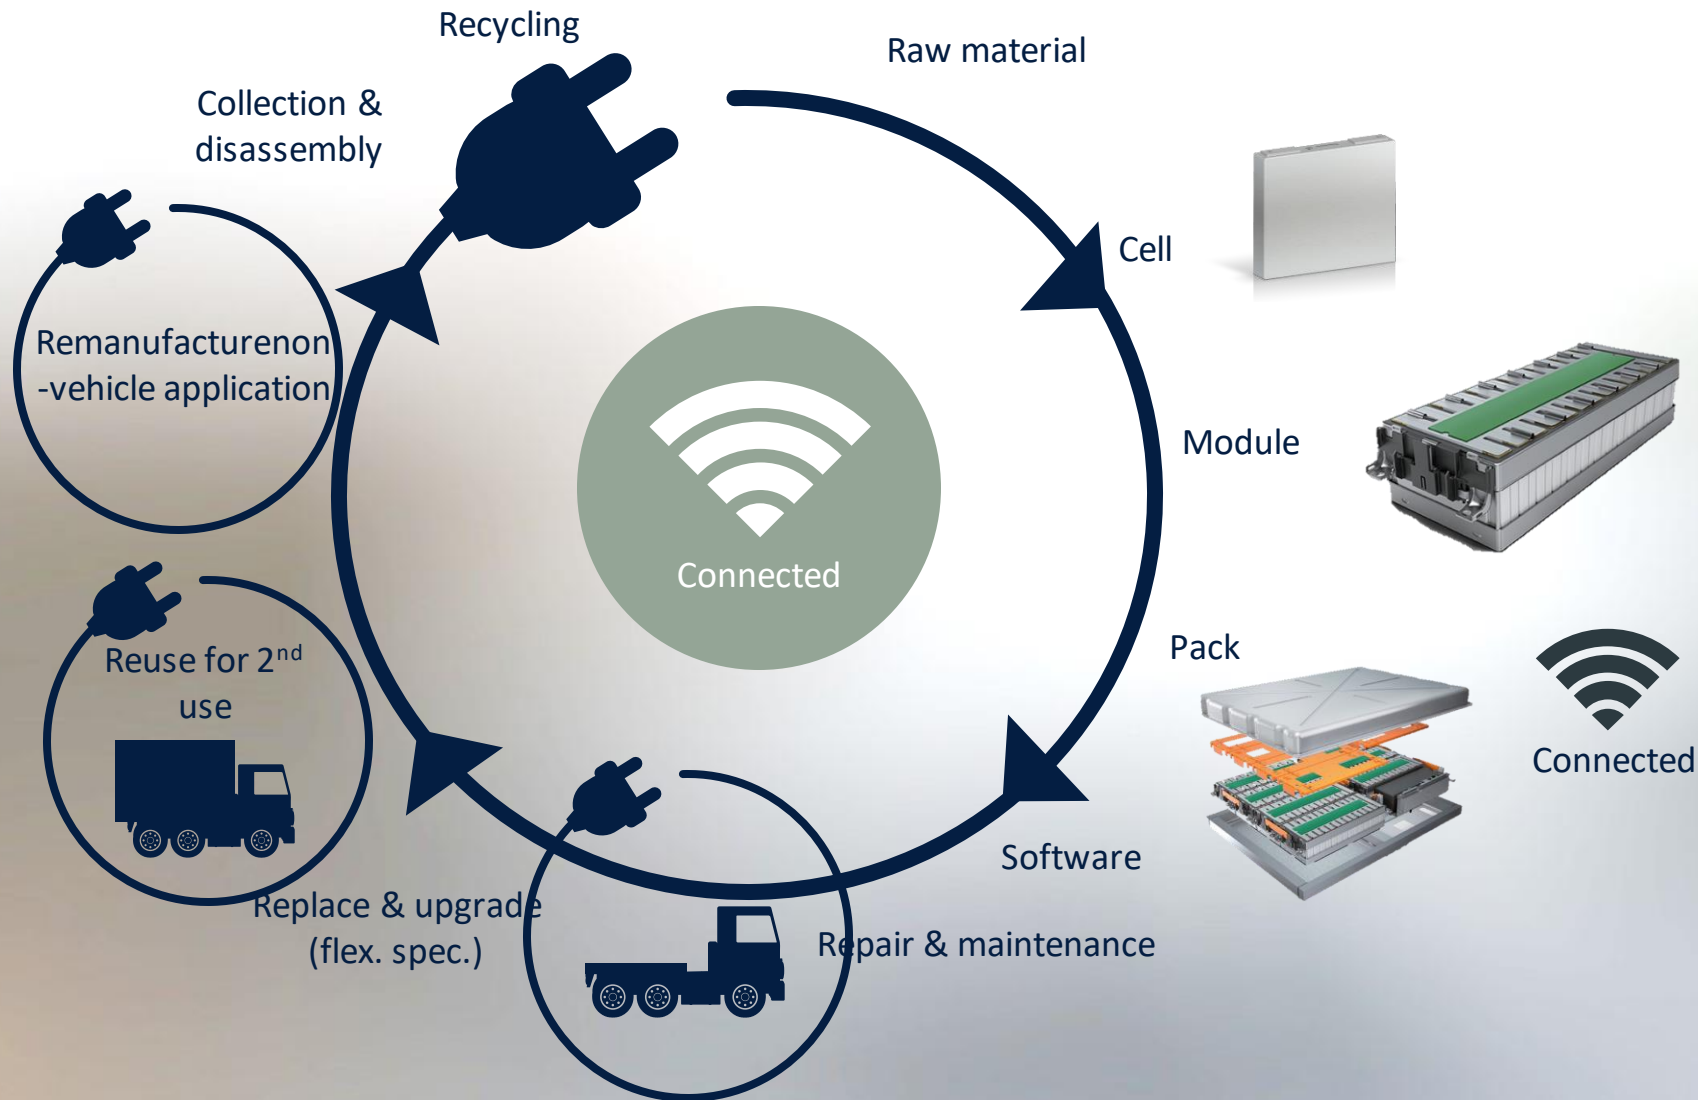 Recycling
Raw material
Collection &
disassembly
Cell
Remanufacturenon
-vehicle application
Module
Connected
Pack
Reuse for 2nd
use
Connected
Software
Replace & upgrade
(flex. spec.)
Repair & maintenance